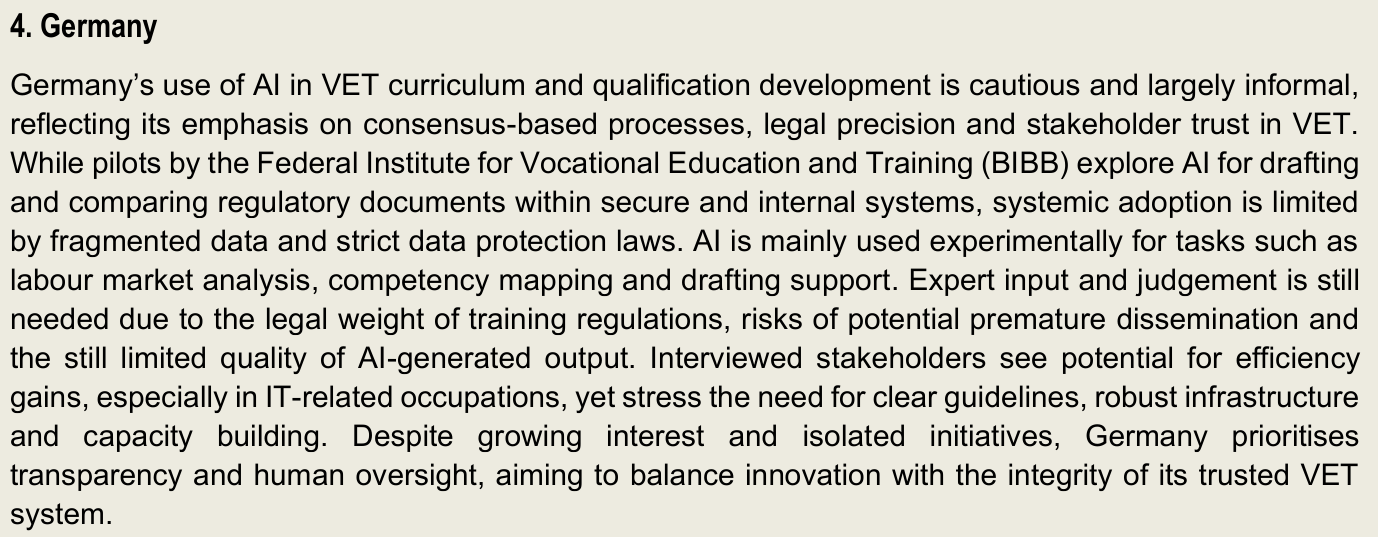 4. Germany
Germany’s use of AI in VET curriculum and qualification development is cautious and largely informal,
reflecting its emphasis on consensus-based processes, legal precision and stakeholder trust in VET.
While pilots by the Federal Institute for Vocational Education and Training (BIBB) explore AI for drafting
and comparing regulatory documents within secure and internal systems, systemic adoption is limited
by fragmented data and strict data protection laws. AI is mainly used experimentally for tasks such as
labour market analysis, competency mapping and drafting support. Expert input and judgement is still
needed due to the legal weight of training regulations, risks of potential premature dissemination and
the still limited quality of AI-generated output. Interviewed stakeholders see potential for efficiency
gains, especially in IT-related occupations, yet stress the need for clear guidelines, robust infrastructure
and capacity building. Despite growing interest and isolated initiatives, Germany prioritises
transparency and human oversight, aiming to balance innovation with the integrity of its trusted VET
system.